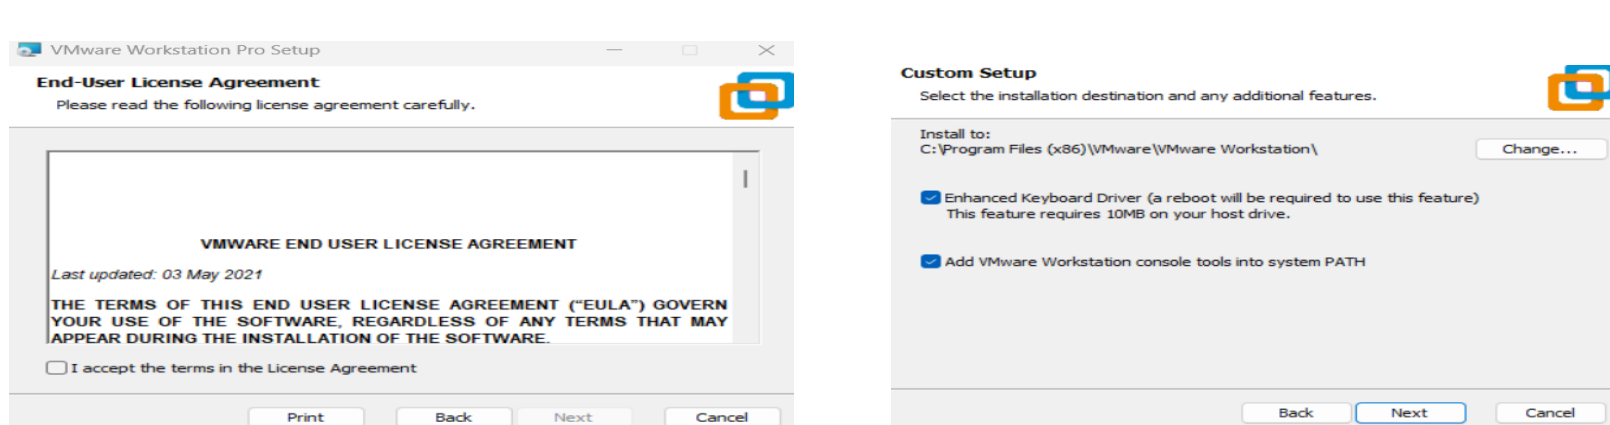 VMware Workstation Pro Setup
End-User License Agreement
Please read the following license agreement carefully.
VMWARE END USER LICENSE AGREEMENT
Last updated: 03 May 2021
THE TERMS OF THIS END USER LICENSE AGREEMENT (“EULA”) GOVERN
YOUR USE OF THE SOFTWARE, REGARDLESS OF ANY TERMS THAT MAY
APPEAR DURING THE INSTALLATION OF THE SOFTWARE.
I accept the terms in the License Agreement
Print Back Next Cancel
Custom Setup
Select the installation destination and any additional features.
Install to:
C:\Program Files (x86)\VMware\VMware Workstation\
Change...
Enhanced Keyboard Driver (a reboot will be required to use this feature)
This feature requires 10MB on your host drive.
Add VMware Workstation console tools into system PATH
Back Next Cancel